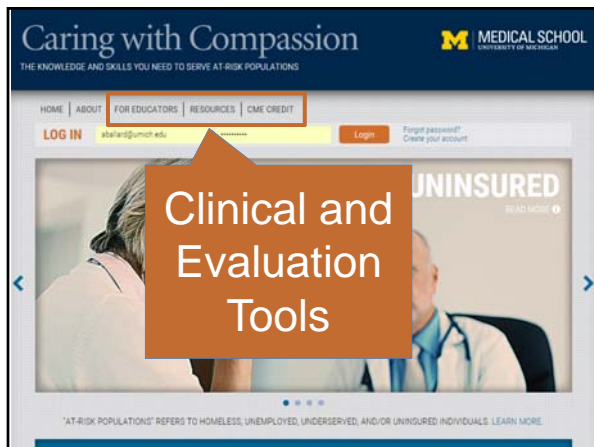 Caring with Compassion
THE KNOWLEDGE AND SKILLS YOU NEED TO SERVE AT-RISK POPULATIONS
M MEDICAL SCHOOL
UNIVERSITY OF MICHIGAN
HOME | ABOUT | FOR EDUCATORS | RESOURCES | CME CREDIT
LOG IN aballard@umich.edu •••••••••• Login
Forgot password?
Create your account
UNINSURED
READ MORE
Clinical and
Evaluation
Tools
"AT-RISK POPULATIONS" REFERS TO HOMELESS, UNEMPLOYED, UNDERSERVED, AND/OR UNINSURED INDIVIDUALS. LEARN MORE.